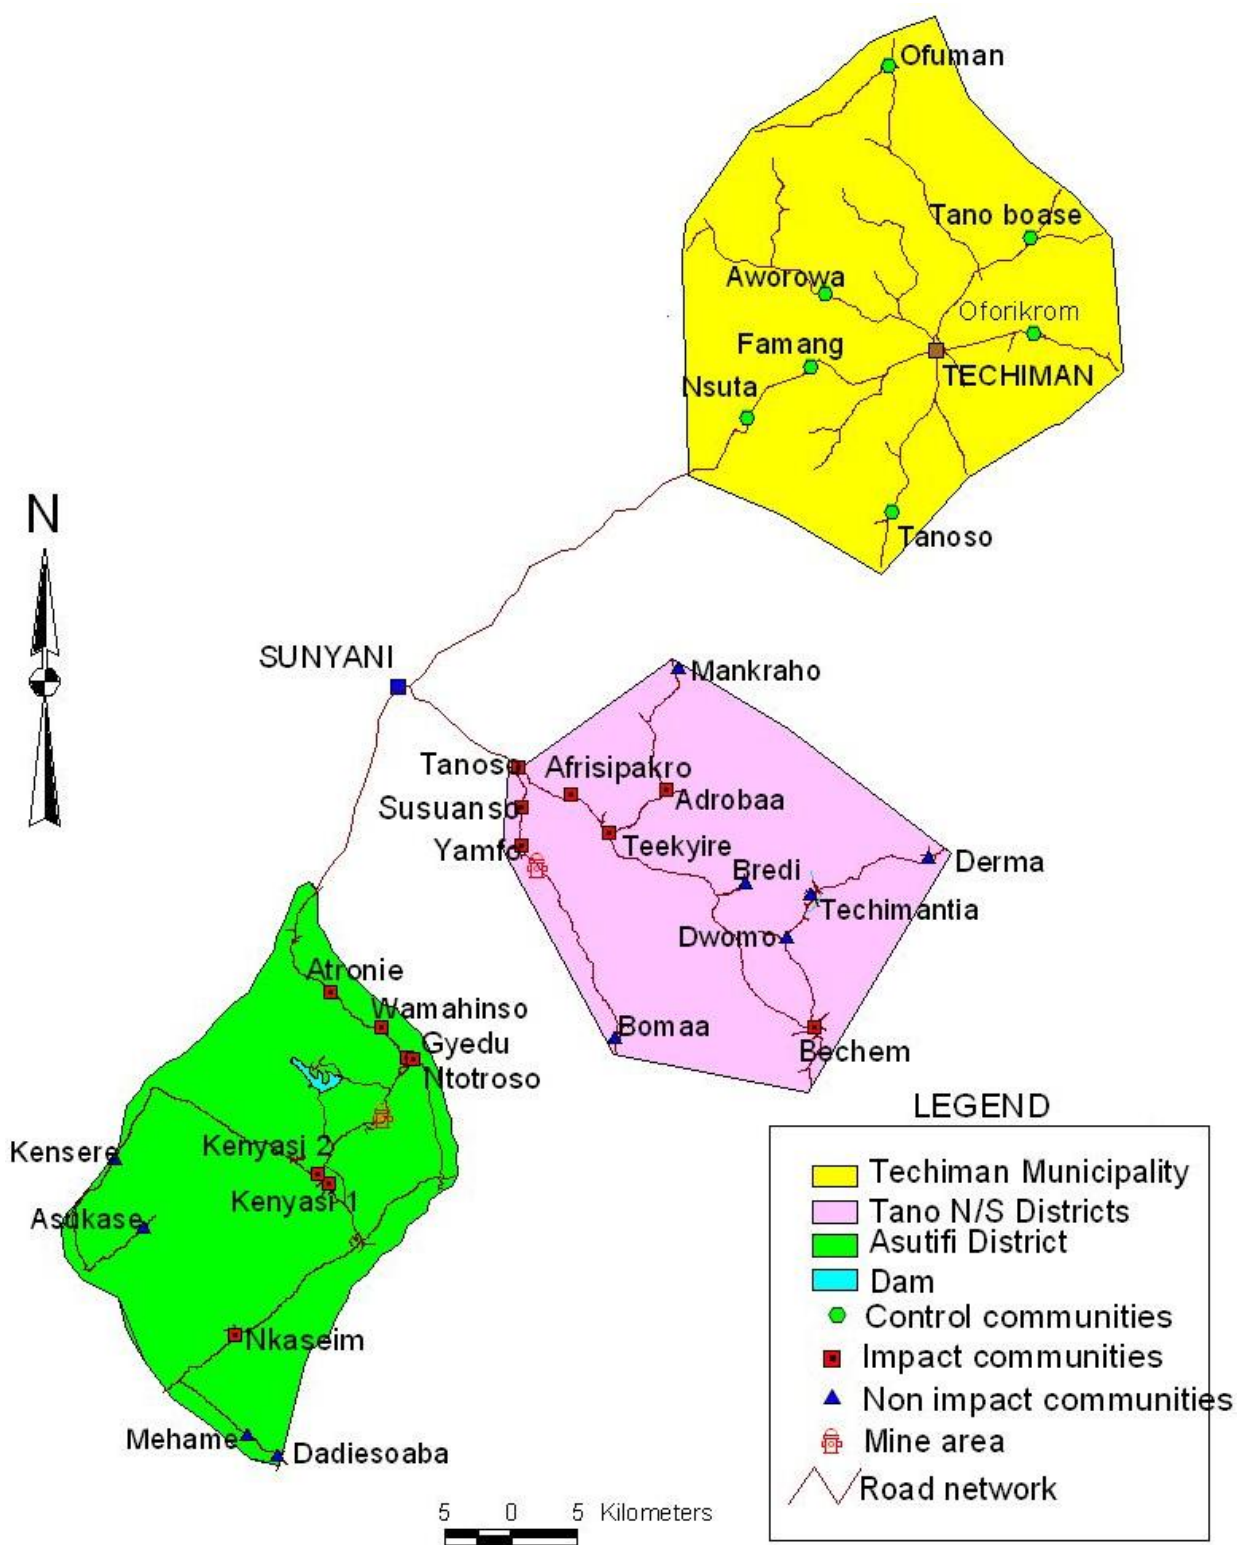 Ofuman
Tano boase
Aworowa
Oforikrom
Famang
TECHIMAN
Nsuta
N
Tanoso
SUNYANI
Mankraho
Tanoso
Afrisipakro
Susuanso
Adrobaa
Yamfo
Teekyire
Bredi
Derma
Techimantia
Dwomo
Atronie
Wamahinso
Bomaa
Gyedu
Bechem
Ntotroso
Kenyasi 2
Kensere
Kenyasi 1
Asukase
Nkaseim
Mehame
Dadiesoaba
LEGEND
Techiman Municipality
Tano N/S Districts
Asutifi District
Dam
Control communities
Impact communities
Non impact communities
Mine area
Road network
5 0 5 Kilometers